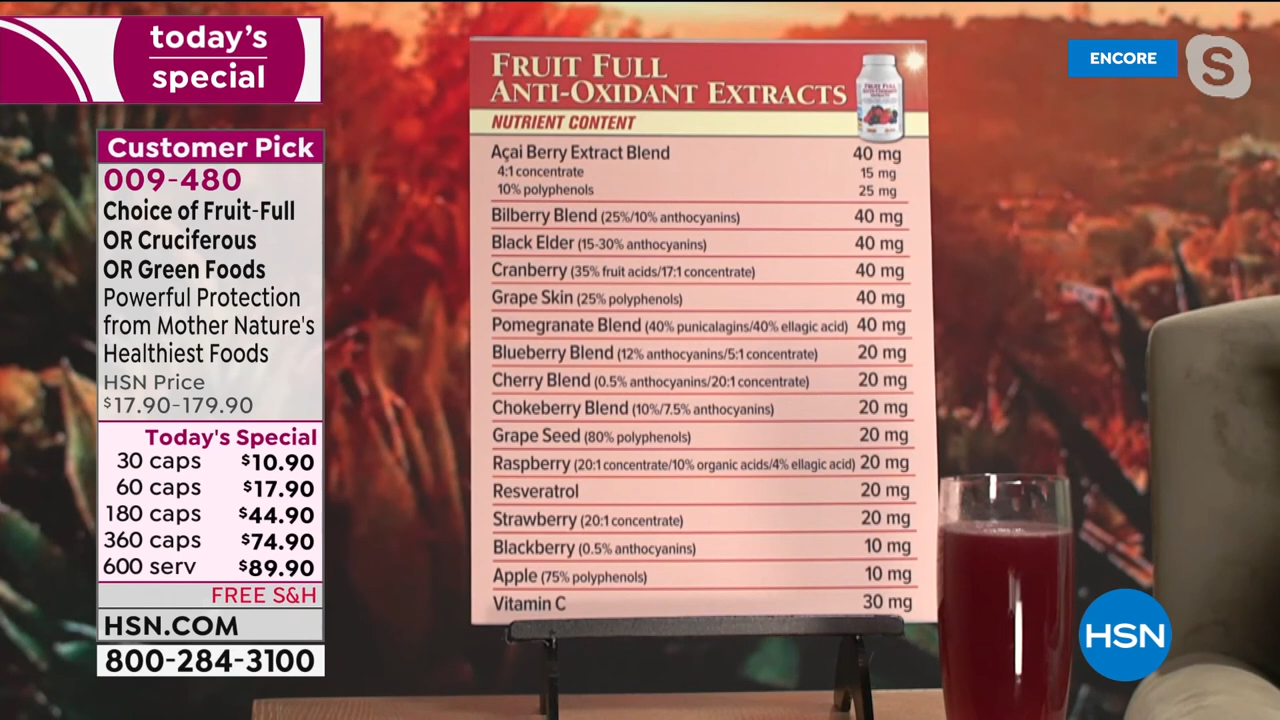 today's
special
Customer Pick
009-480
Choice of Fruit-Full
OR Cruciferous
OR Green Foods
Powerful Protection
from Mother Nature's
Healthiest Foods
HSN Price
$17.90-179.90
Today's Special
30 caps $10.90
60 caps $17.90
180 caps $44.90
360 caps $74.90
600 serv $89.90
FREE S&H
HSN.COM
800-284-3100
FRUIT FULL
ANTI-OXIDANT EXTRACTS
NUTRIENT CONTENT
Açai Berry Extract Blend 40 mg
4:1 concentrate 15 mg
10% polyphenols 25 mg
Bilberry Blend (25%/10% anthocyanins) 40 mg
Black Elder (15-30% anthocyanins) 40 mg
Cranberry (35% fruit acids/17:1 concentrate) 40 mg
Grape Skin (25% polyphenols) 40 mg
Pomegranate Blend (40% punicalagins/40% ellagic acid) 40 mg
Blueberry Blend (12% anthocyanins/5:1 concentrate) 20 mg
Cherry Blend (0.5% anthocyanins/20:1 concentrate) 20 mg
Chokeberry Blend (10%/7.5% anthocyanins) 20 mg
Grape Seed (80% polyphenols) 20 mg
Raspberry (20:1 concentrate/10% organic acids/4% ellagic acid) 20 mg
Resveratrol 20 mg
Strawberry (20:1 concentrate) 20 mg
Blackberry (0.5% anthocyanins) 10 mg
Apple (75% polyphenols) 10 mg
Vitamin C 30 mg
FRUIT FULL
ENCORE
S
HSN